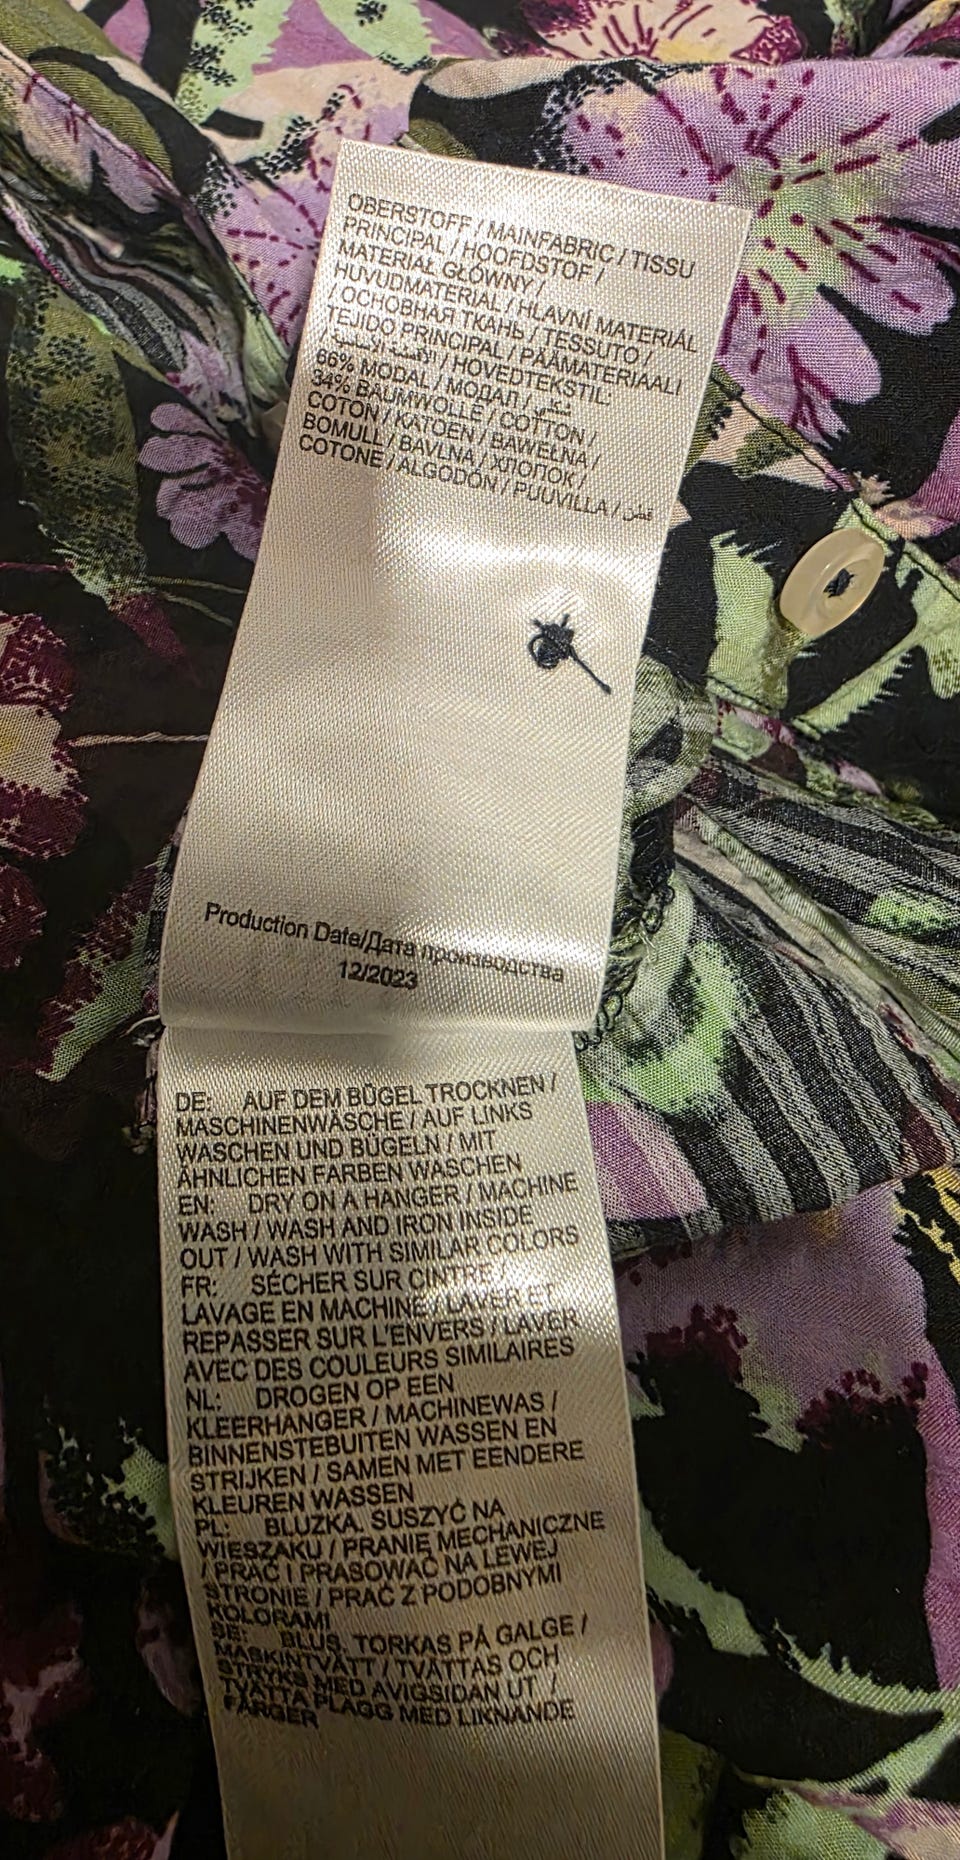 OBERSTOFF / MAINFABRIC / TISSU
PRINCIPAL / HOOFDSTOF /
MATERIAŁ GŁÓWNY /
HUVUDMATERIAL / HLAVNÍ MATERIÁL
/ ОСНОВНАЯ ТКАНЬ / TESSUTO /
TEJIDO PRINCIPAL / PÄÄMATERIAALI
/ HOVEDTEKSTIL:
66% MODAL / МОДАЛ /
34% BAUMWOLLE / COTTON /
COTON / KATOEN / BAWEŁNA /
BOMULL / BAVLNA / ХЛОПОК /
COTONE / ALGODÓN / PUUVILLA / قطن
Production Date/Дата производства
12/2023
DE: AUF DEM BÜGEL TROCKNEN /
MASCHINENWÄSCHE / AUF LINKS
WASCHEN UND BÜGELN / MIT
ÄHNLICHEN FARBEN WASCHEN
EN: DRY ON A HANGER / MACHINE
WASH / WASH AND IRON INSIDE
OUT / WASH WITH SIMILAR COLORS
FR: SÉCHER SUR CINTRE /
LAVAGE EN MACHINE / LAVER ET
REPASSER SUR L'ENVERS / LAVER
AVEC DES COULEURS SIMILAIRES
NL: DROGEN OP EEN
KLEERHANGER / MACHINEWAS /
BINNENSTEBUITEN WASSEN EN
STRIJKEN / SAMEN MET EENDERE
KLEUREN WASSEN
PL: BLUZKA. SUSZYĆ NA
WIESZAKU / PRANIE MECHANICZNE
/ PRAĆ I PRASOWAĆ NA LEWEJ
STRONIE / PRAĆ Z PODOBNYMI
KOLORAMI
SE: BLUS. TORKAS PÅ GALGE /
MASKINTVÄTT / TVÄTTAS OCH
STRYKS MED AVIGSIDAN UT /
TVÄTTA PLAGG MED LIKNANDE
FÄRGER